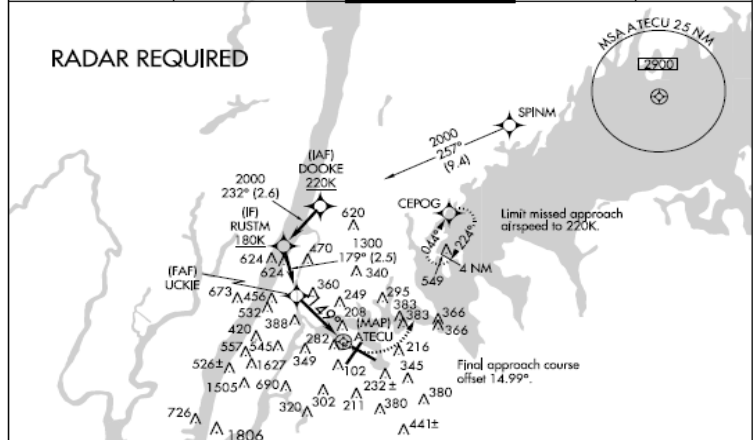 RADAR REQUIRED
MSA ATECU 25 NM
2900
SPINM
2000
257°
(9.4)
(IAF)
DOOKE
220K
2000
232° (2.6)
(IF)
RUSTM
180K
CEPOG
Limit missed approach
airspeed to 220K.
044°
224°
4 NM
549
620
1300
179° (2.5)
470
624
624
340
(FAF)
UCKIE
673
456
360
249
295
532
208
383
388
149°
(MAP)
383
366
ATECU
366
420
282
557
545
349
216
Final approach course
offset 14.99°.
526±
1627
102
345
232±
1505
690
302
211
380
380
320
726
1806
441±